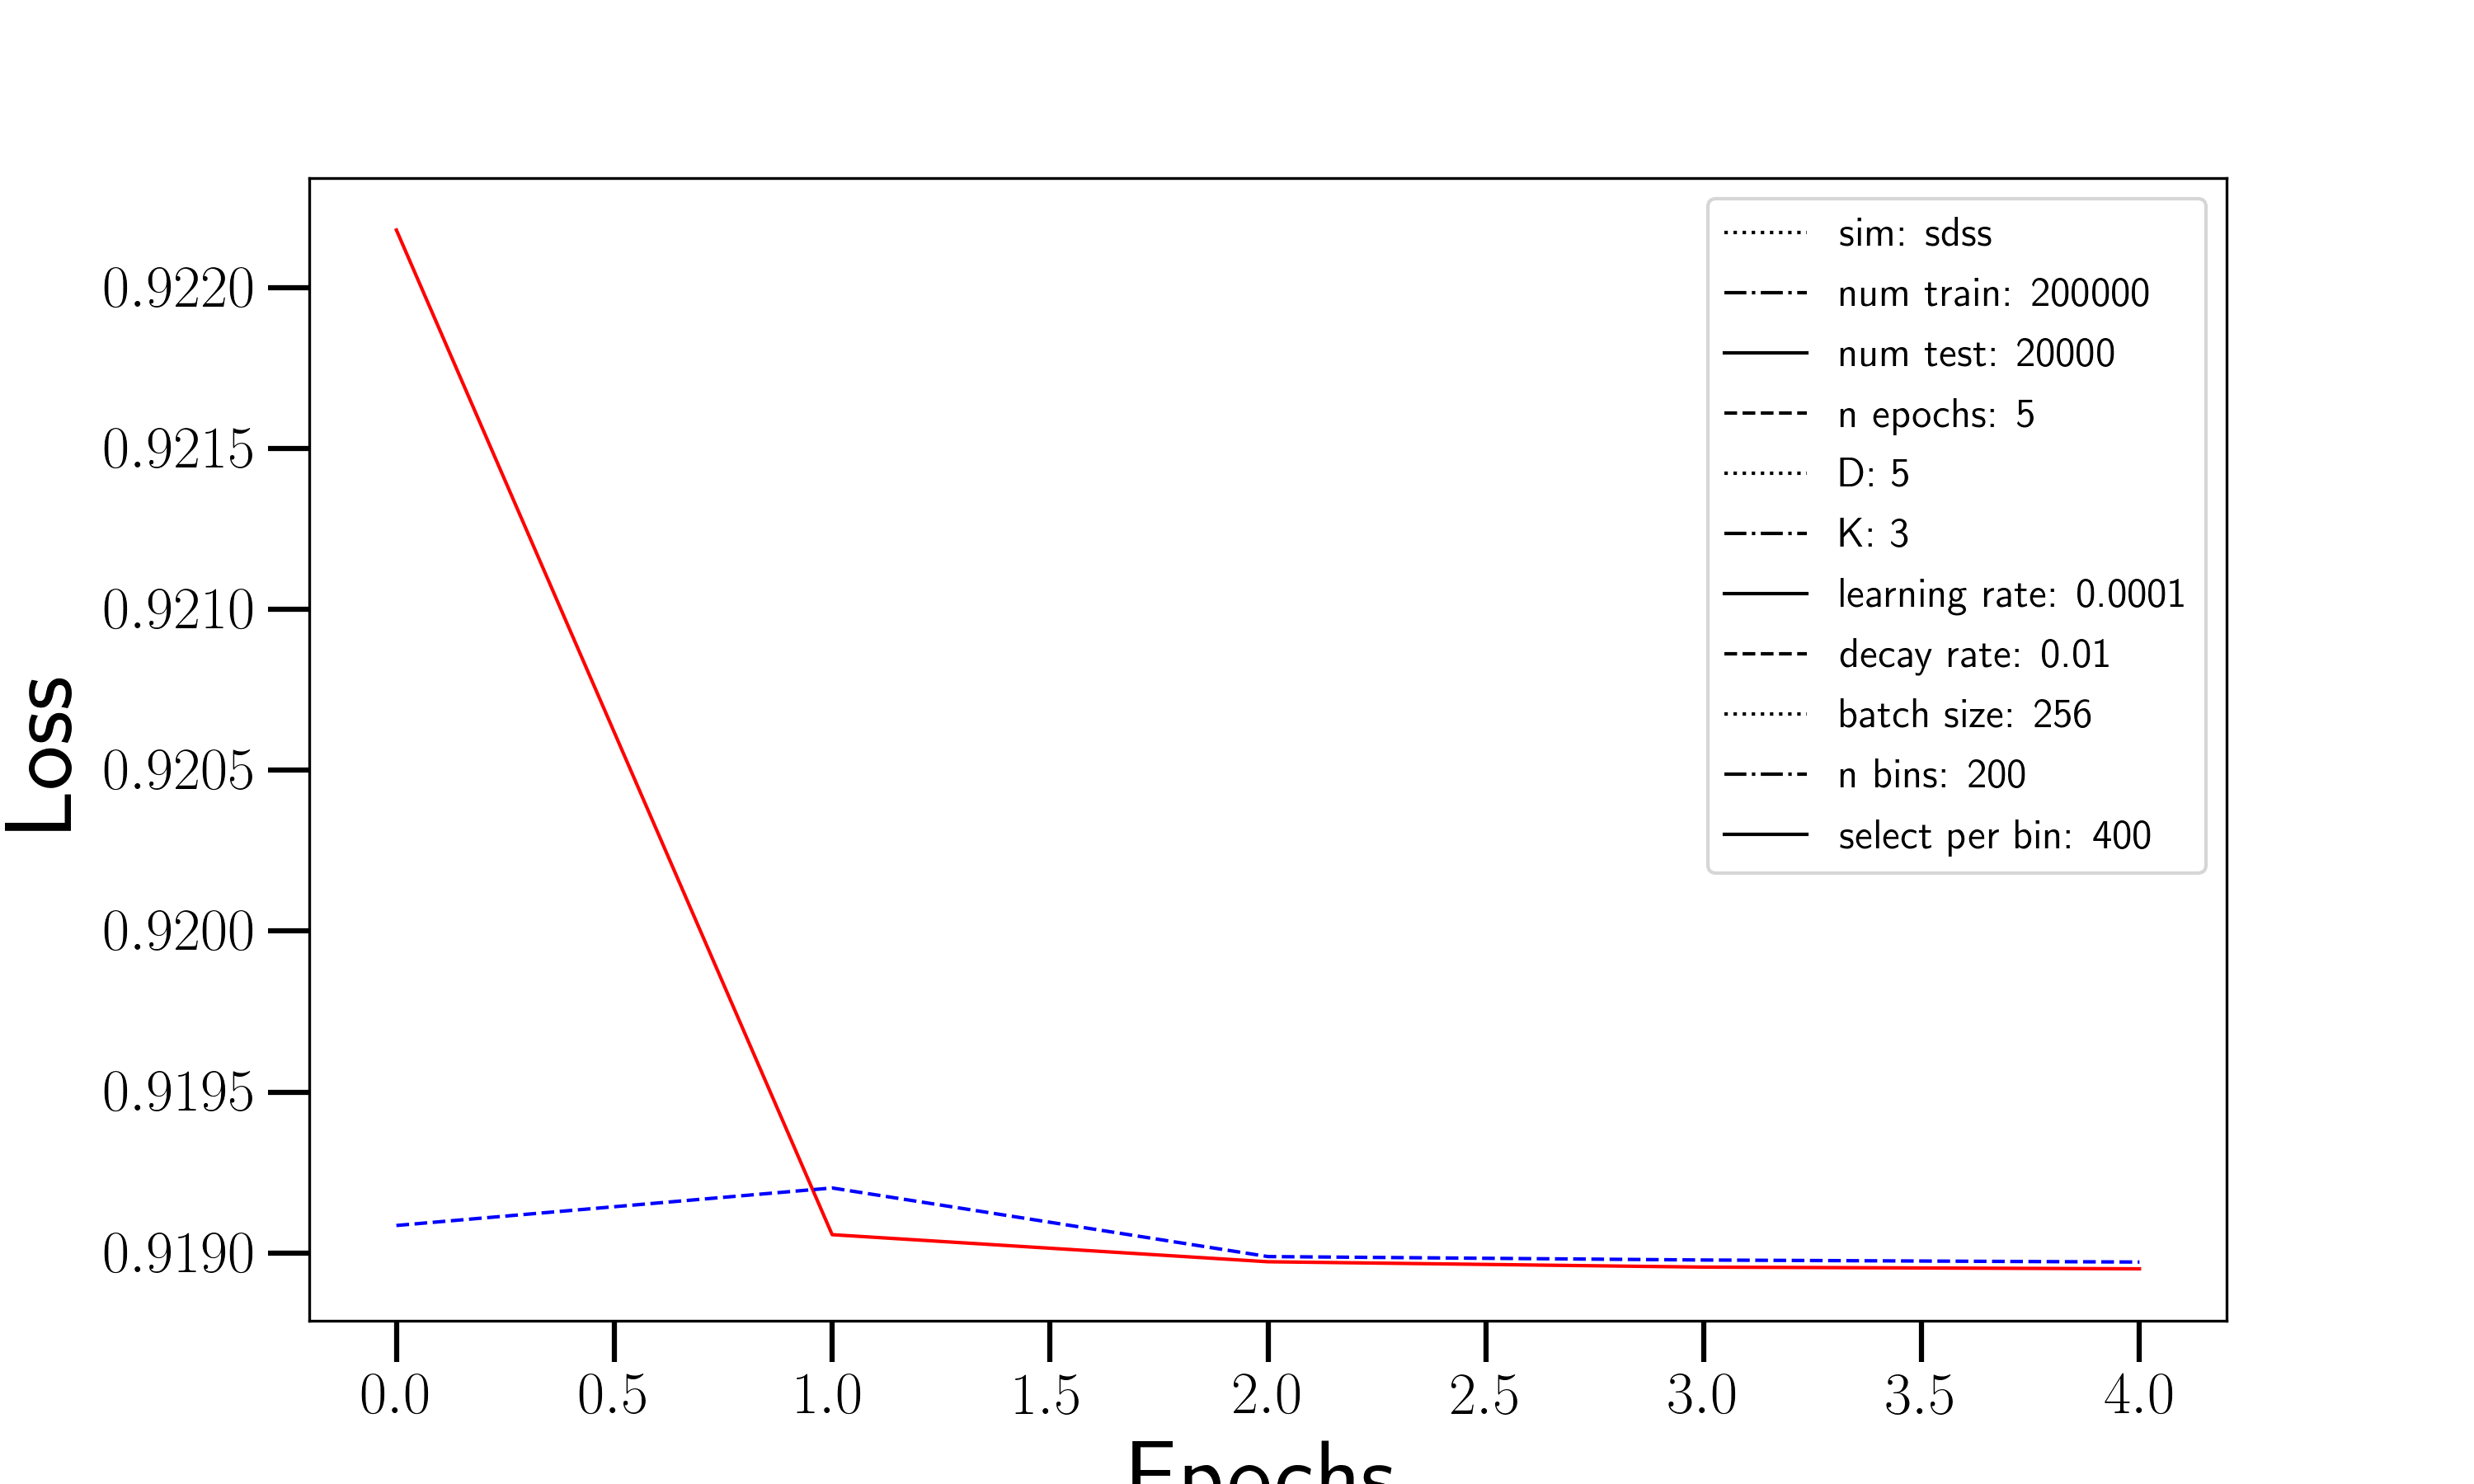 Loss
0.9220
0.9215
0.9210
0.9205
0.9200
0.9195
0.9190
sim: sdss
num train: 200000
num test: 20000
n epochs: 5
D: 5
K: 3
learning rate: 0.0001
decay rate: 0.01
batch size: 256
n bins: 200
select per bin: 400
0.0 0.5 1.0 1.5 2.0 2.5 3.0 3.5 4.0
Epochs